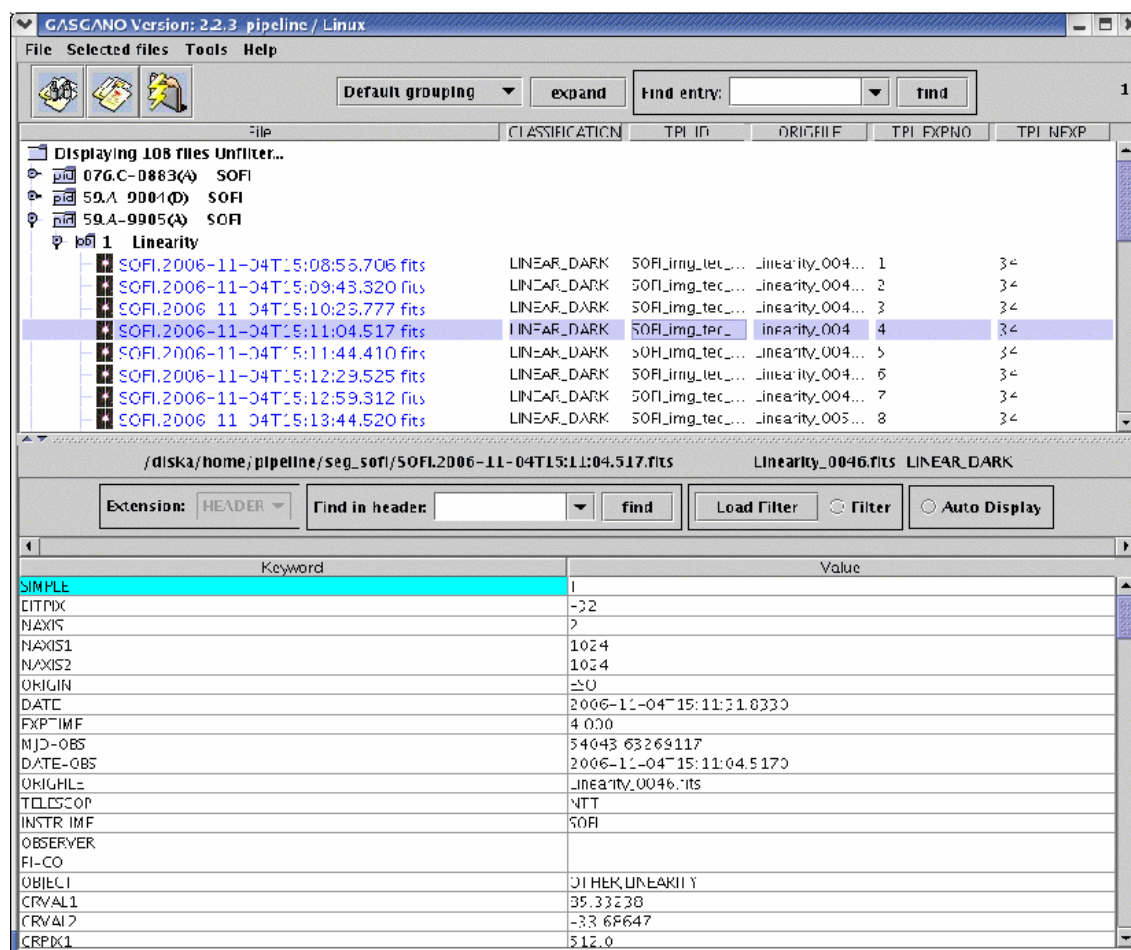 GASGANO Version: 2.2.3 pipeline / Linux
File Selected files Tools Help
Default grouping expand Find entry: find 1
File CLASSIFICATION TPL ID ORIGFILE TPL EXPNO TPL NEXP
Displaying 108 files Unfilter...
pid 076.C-0883(A) SOFI
pid 59.A-9004(D) SOFI
pid 59.A-9905(A) SOFI
ob 1 Linearity
SOFI.2006-11-04T15:08:56.706 fits LINEAR_DARK SOFI_img_tec_... Linearity_004... 1 34
SOFI.2006-11-04T15:09:48.320 fits LINEAR_DARK SOFI_img_tec_... Linearity_004... 2 34
SOFI.2006-11-04T15:10:26.777 fits LINEAR_DARK SOFI_img_tec_... Linearity_004... 3 34
SOFI.2006-11-04T15:11:04.517 fits LINEAR_DARK SOFI_img_tec_ Linearity_004 4 34
SOFI.2006-11-04T15:11:44.410 fits LINEAR_DARK SOFI_img_tec_... Linearity_004... 5 34
SOFI.2006-11-04T15:12:29.525 fits LINEAR_DARK SOFI_img_tec_... Linearity_004... 6 34
SOFI.2006-11-04T15:12:59.312 fits LINEAR_DARK SOFI_img_tec_... Linearity_004... 7 34
SOFI.2006-11-04T15:13:44.520 fits LINEAR_DARK SOFI_img_tec_... Linearity_005... 8 34
/diska/home/pipeline/seg_sofi/SOFI.2006-11-04T15:11:04.517.fits Linearity_0046.fits LINEAR_DARK
Extension: HEADER Find in header: find Load Filter Filter Auto Display
Keyword Value
SIMPLE T
BITPIX -32
NAXIS 2
NAXIS1 1024
NAXIS2 1024
ORIGIN ESO
DATE 2006-11-04T15:11:31.8330
EXPTIME 4.000
MJD-OBS 54043.63269117
DATE-OBS 2006-11-04T15:11:04.5170
ORIGFILE Linearity_0046.fits
TELESCOP NTT
INSTRUME SOFI
OBSERVER
PI-COI
OBJECT OTHER,LINEARITY
CRVAL1 35.33238
CRVAL2 -33.68647
CRPIX1 512.0